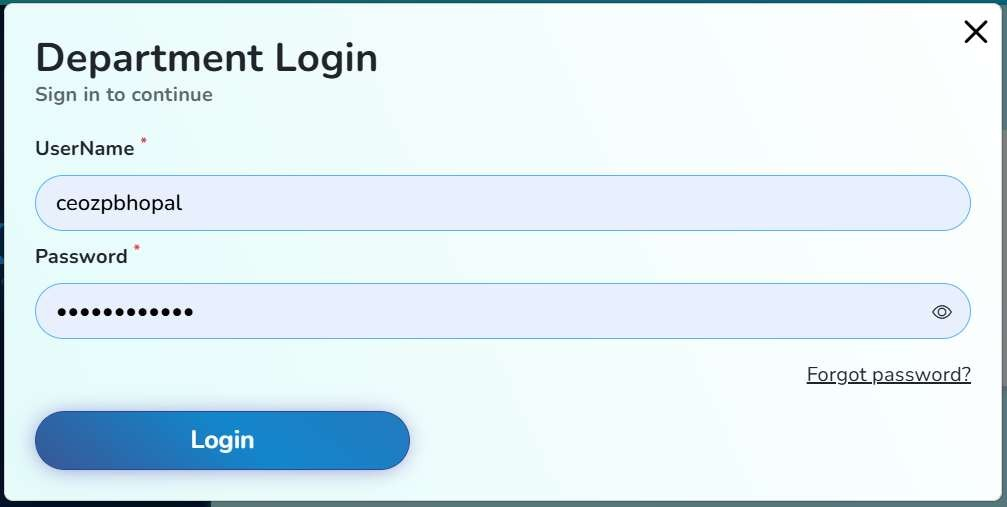 Department Login
Sign in to continue
UserName *
ceozpbhopal
Password *
••••••••••••
Forgot password?
Login